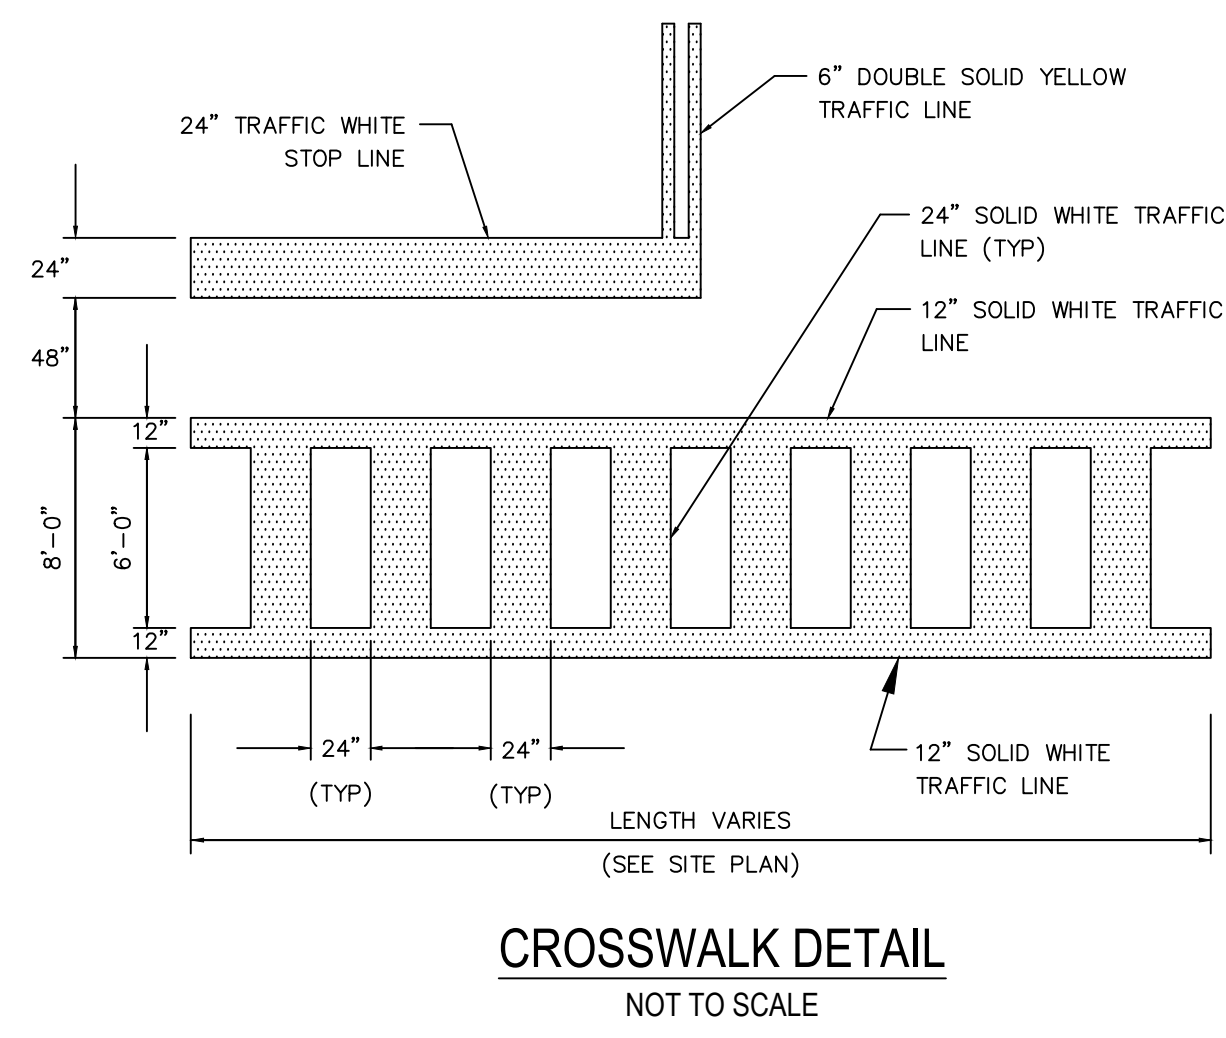 6" DOUBLE SOLID YELLOW
TRAFFIC LINE
24" TRAFFIC WHITE
STOP LINE
24" SOLID WHITE TRAFFIC
LINE (TYP)
24"
12" SOLID WHITE TRAFFIC
LINE
48"
12"
8'-0"
6'-0"
12"
24"
(TYP)
24"
(TYP)
12" SOLID WHITE
TRAFFIC LINE
LENGTH VARIES
(SEE SITE PLAN)
CROSSWALK DETAIL
NOT TO SCALE